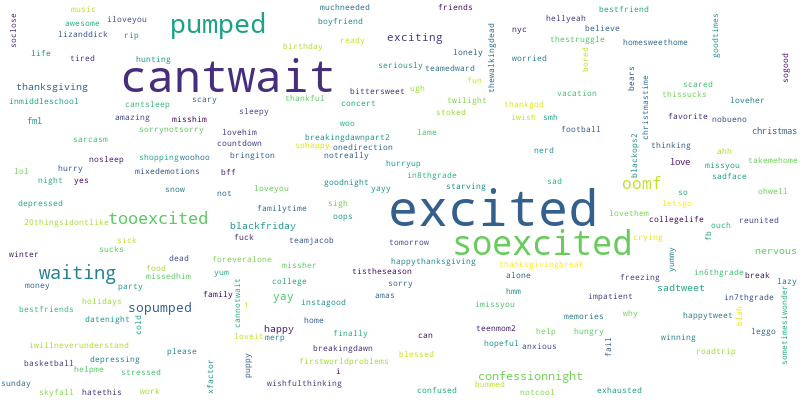 music
muchneeded
friends
bestfriend
soclose
awesome
iloveyou
pumped
boyfriend
hellyeah
goodtimes
lizanddick
rip
exciting
thewalkingdead
nyc
believe
birthday
ready
thestruggle
homesweethome
life
tired
hunting
cantwait
seriously
teamedward
lonely
worried
bored
bears
sogood
thanksgiving
cantsleep
scary
thankful
bittersweet
ugh
fun
vacation
christmastime
scared
thissucks
inmiddleschool
amazing
misshim
sleepy
concert
twilight
thankgod
loveher
fml
sorrynotsorry
woo
stoked
iwish
smh
favorite
nobueno
sarcasm
lovehim
breakingdawnpart2
lame
football
christmas
countdown
sohappy
onedirection
blackops2
thinking
ahh
nosleep
shoppingwoohoo
bringiton
notreally
hurryup
nerd
love
missyou
takemehome
lol
hurry
mixedemotions
bff
in8thgrade
sadface
night
yes
snow
not
loveyou
goodnight
yayy
starving
sad
oomf
so
ohwell
depressed
sigh
familytime
excited
letsgo
20thingsidontlike
tooexcited
oops
lovethem
collegelife
reunited
blackfriday
ouch
sick
fuck
teamjacob
tomorrow
soexcited
crying
fb
sucks
dead
foreveralone
happythanksgiving
yummy
nervous
winter
waiting
food
missedhim
yum
missher
tistheseason
thanksgivingbreak
in6thgrade
break
money
party
cannotwait
college
sorry
alone
freezing
lazy
holidays
family
yay
amas
hmm
impatient
sadtweet
in7thgrade
bestfriends
sopumped
i
instagood
imissyou
memories
why
happytweet
blah
sometimesiwonder
datenight
cold
happy
home
teenmom2
help
hungry
leggo
iwillneverunderstand
loveit
merp
finally
can
hopeful
anxious
fail
winning
please
breakingdawn
blessed
roadtrip
basketball
depressing
helpme
stressed
xfactor
puppy
firstworldproblems
i
confessionnight
sunday
wishfulthinking
bummed
skyfall
hatethis
work
confused
notcool
exhausted